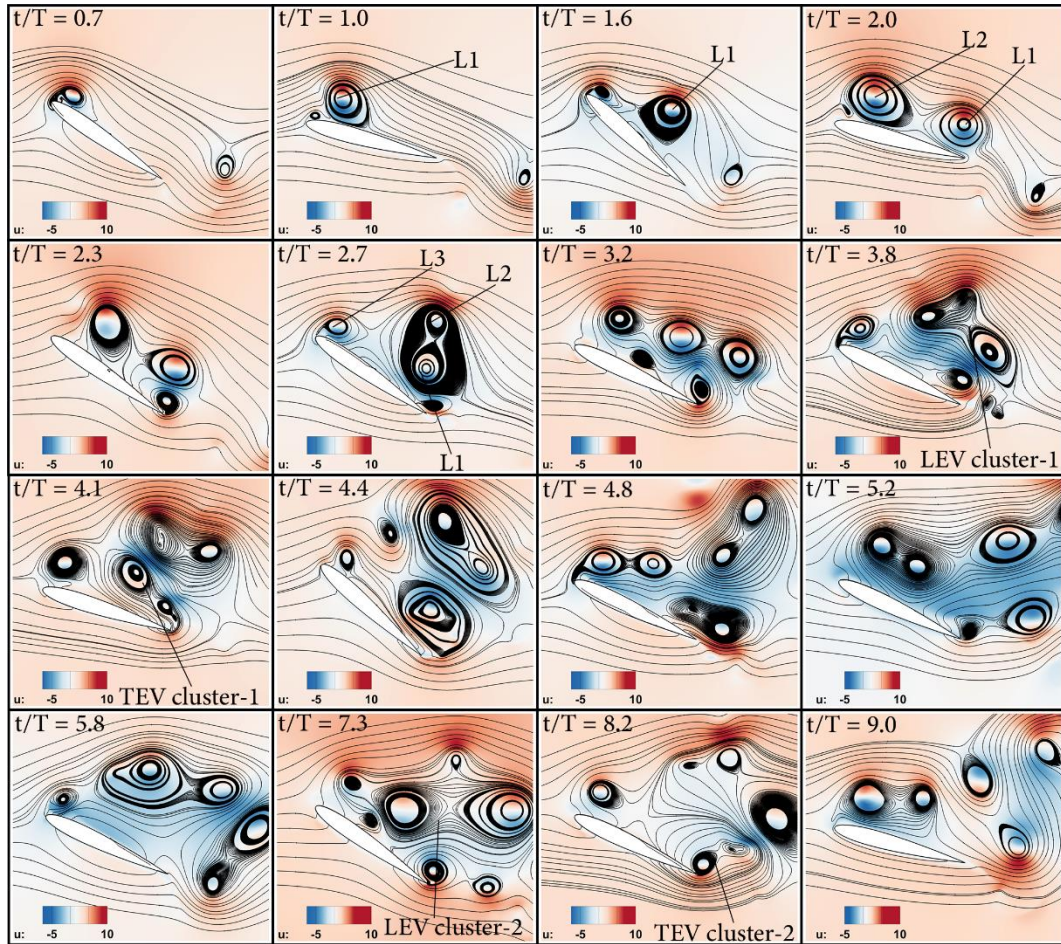 t/T = 0.7
u: -5 10
t/T = 1.0
L1
u: -5 10
t/T = 1.6
L1
u: -5 10
t/T = 2.0
L2
L1
u: -5 10
t/T = 2.3
u: -5 10
t/T = 2.7
L3
L2
L1
u: -5 10
t/T = 3.2
u: -5 10
t/T = 3.8
LEV cluster-1
u: -5 10
t/T = 4.1
TEV cluster-1
u: -5 10
t/T = 4.4
u: -5 10
t/T = 4.8
u: -5 10
t/T = 5.2
u: -5 10
t/T = 5.8
u: -5 10
t/T = 7.3
LEV cluster-2
u: -5 10
t/T = 8.2
TEV cluster-2
u: -5 10
t/T = 9.0
u: -5 10